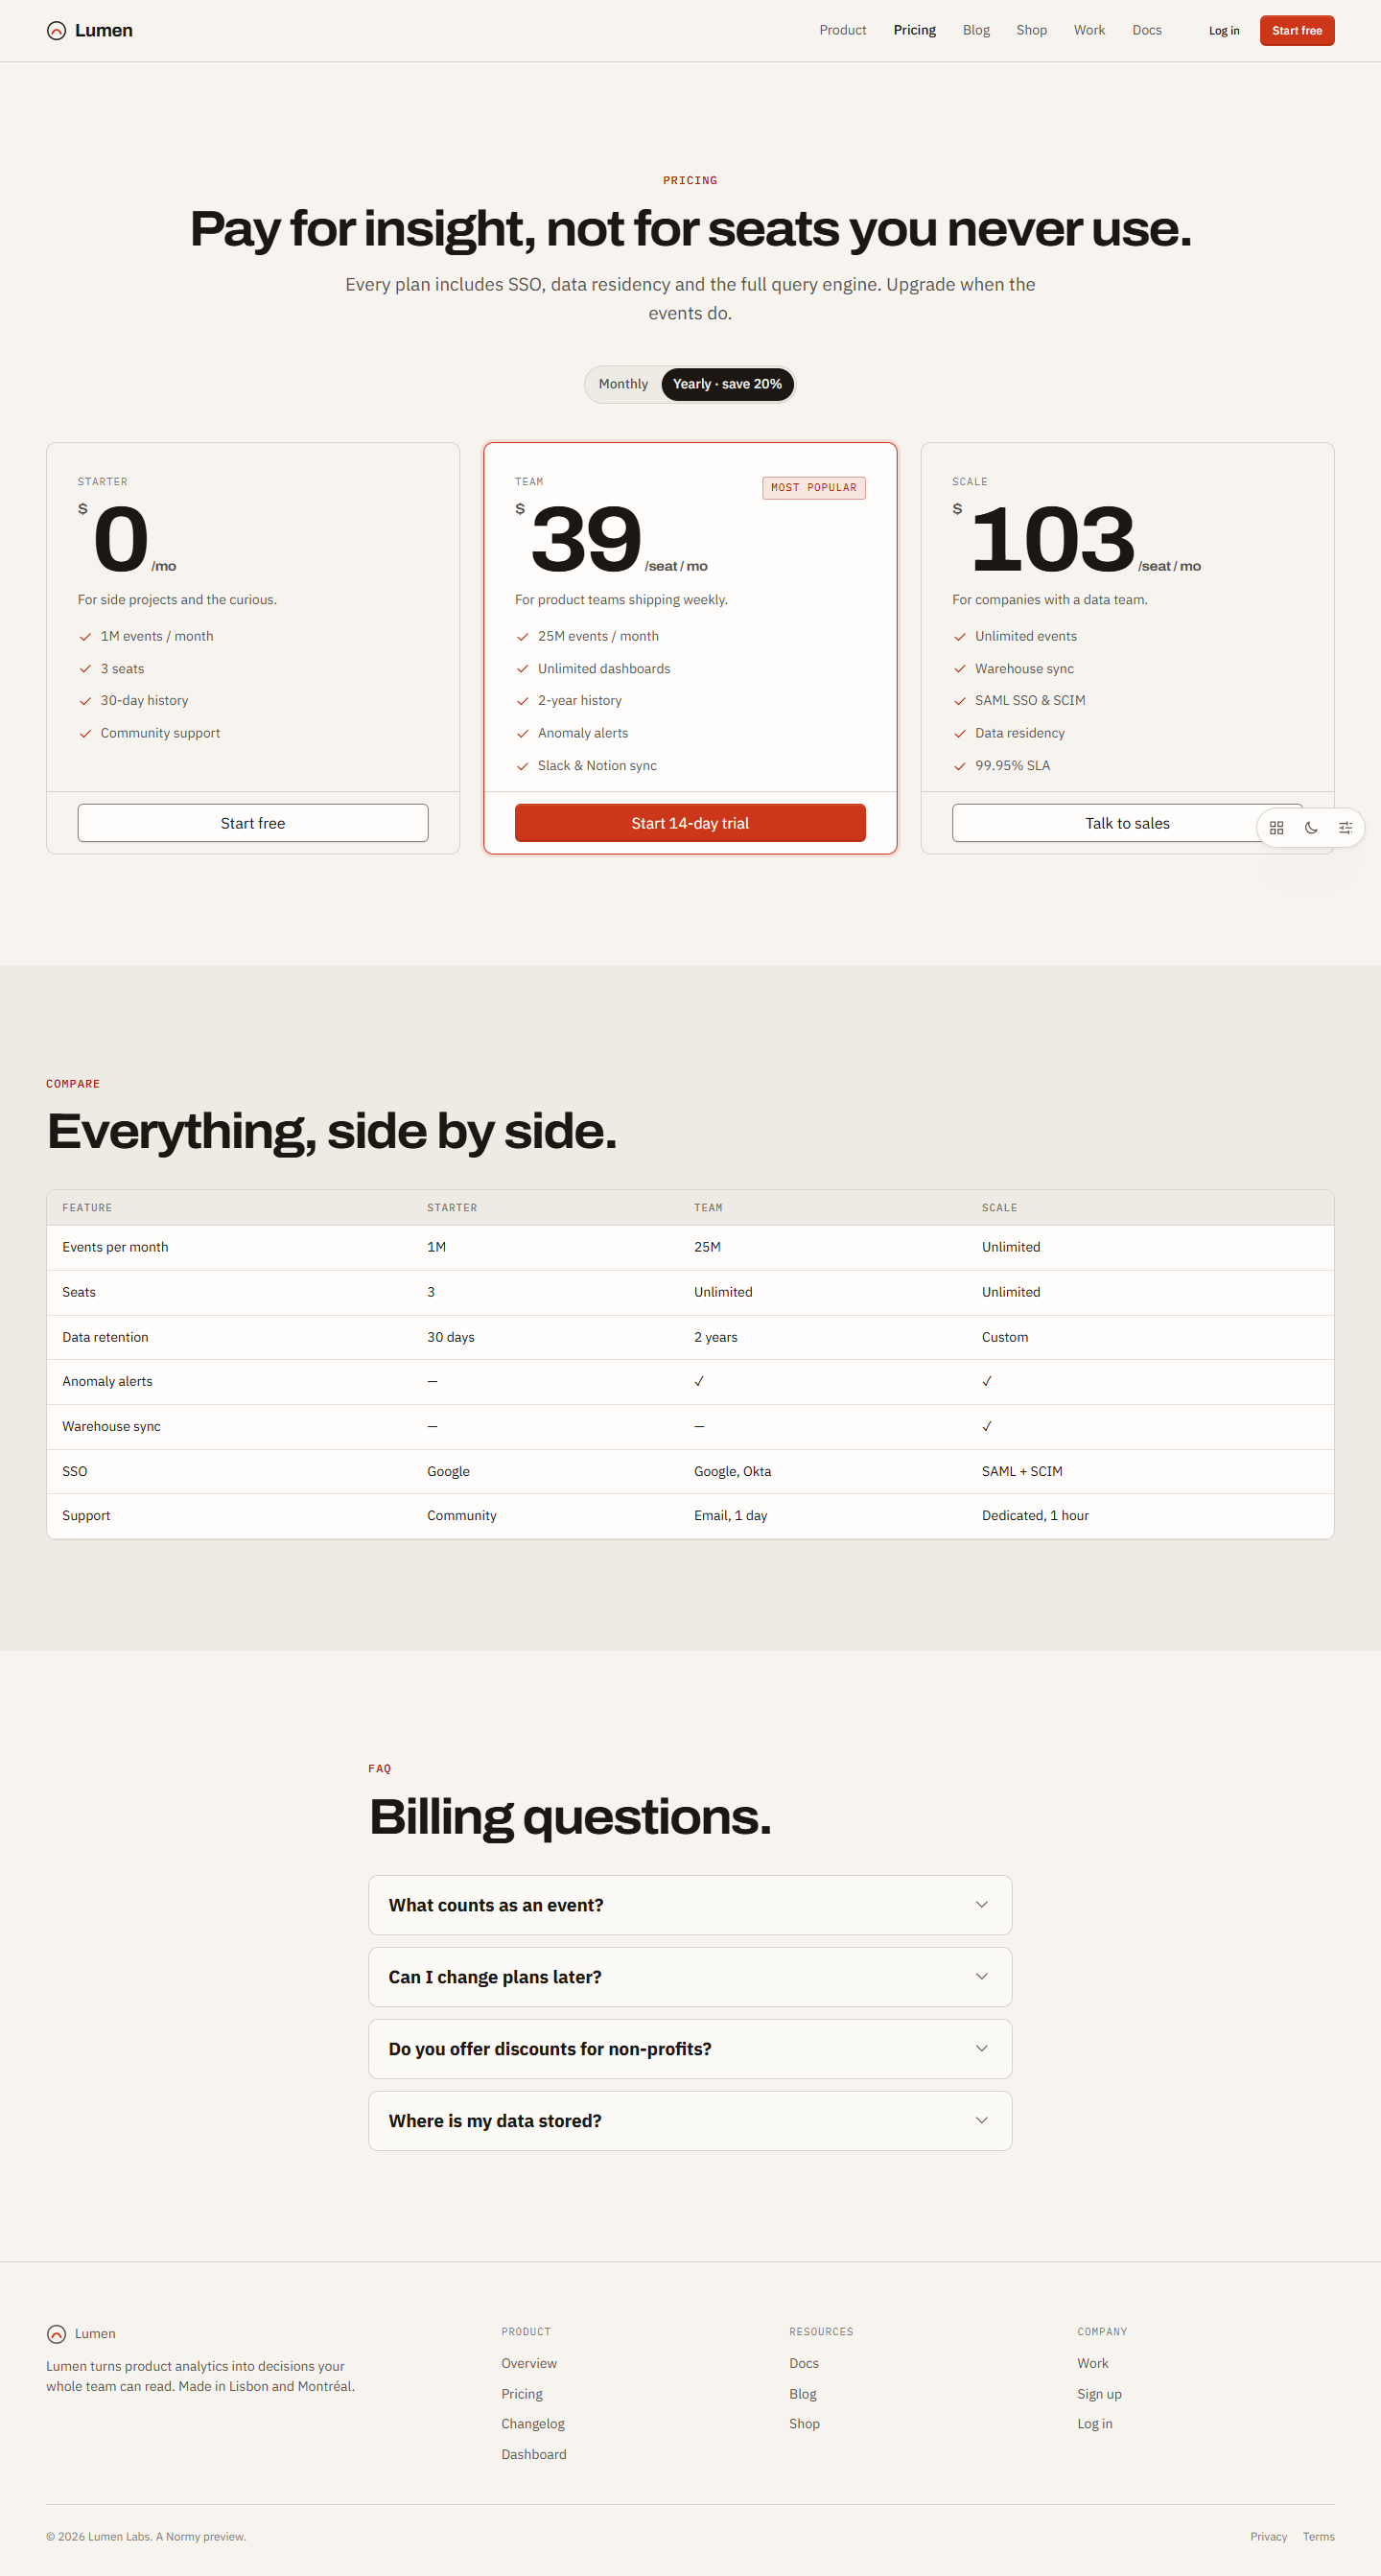 Lumen
Product Pricing Blog Shop Work Docs Log in Start free
PRICING
Pay for insight, not for seats you never use.
Every plan includes SSO, data residency and the full query engine. Upgrade when the
events do.
Monthly Yearly · save 20%
STARTER
$0/mo
For side projects and the curious.
1M events / month
3 seats
30-day history
Community support
Start free
TEAM
MOST POPULAR
$39/seat / mo
For product teams shipping weekly.
25M events / month
Unlimited dashboards
2-year history
Anomaly alerts
Slack & Notion sync
Start 14-day trial
SCALE
$103/seat / mo
For companies with a data team.
Unlimited events
Warehouse sync
SAML SSO & SCIM
Data residency
99.95% SLA
Talk to sales
COMPARE
Everything, side by side.
FEATURE STARTER TEAM SCALE
Events per month 1M 25M Unlimited
Seats 3 Unlimited Unlimited
Data retention 30 days 2 years Custom
Anomaly alerts — ✓ ✓
Warehouse sync — — ✓
SSO Google Google, Okta SAML + SCIM
Support Community Email, 1 day Dedicated, 1 hour
FAQ
Billing questions.
What counts as an event?
Can I change plans later?
Do you offer discounts for non-profits?
Where is my data stored?
Lumen
Lumen turns product analytics into decisions your
whole team can read. Made in Lisbon and Montréal.
PRODUCT
Overview
Pricing
Changelog
Dashboard
RESOURCES
Docs
Blog
Shop
COMPANY
Work
Sign up
Log in
© 2026 Lumen Labs. A Normy preview.
Privacy Terms